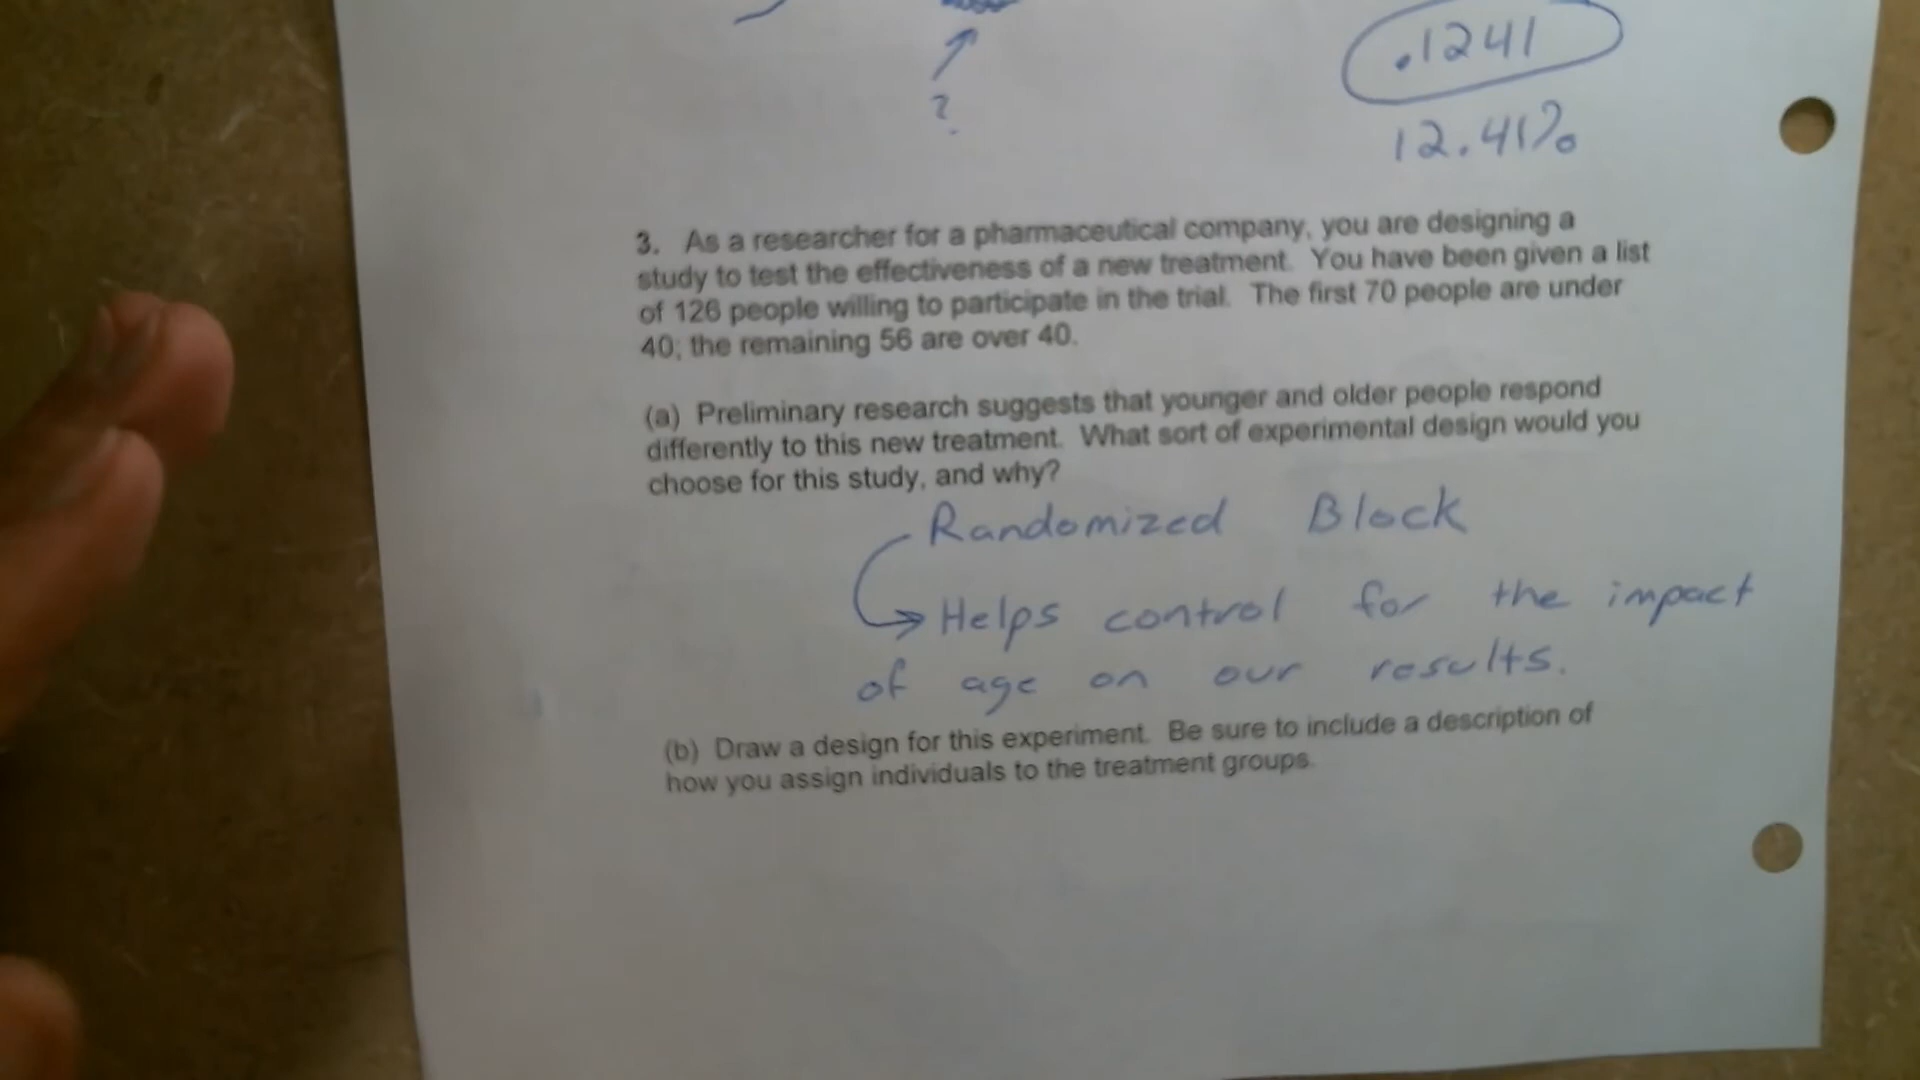 .1241
?
12.41%
3. As a researcher for a pharmaceutical company, you are designing a
study to test the effectiveness of a new treatment. You have been given a list
of 126 people willing to participate in the trial. The first 70 people are under
40; the remaining 56 are over 40.
(a) Preliminary research suggests that younger and older people respond
differently to this new treatment. What sort of experimental design would you
choose for this study, and why?
Randomized Block
Helps control for the impact
of age on our results.
(b) Draw a design for this experiment. Be sure to include a description of
how you assign individuals to the treatment groups.